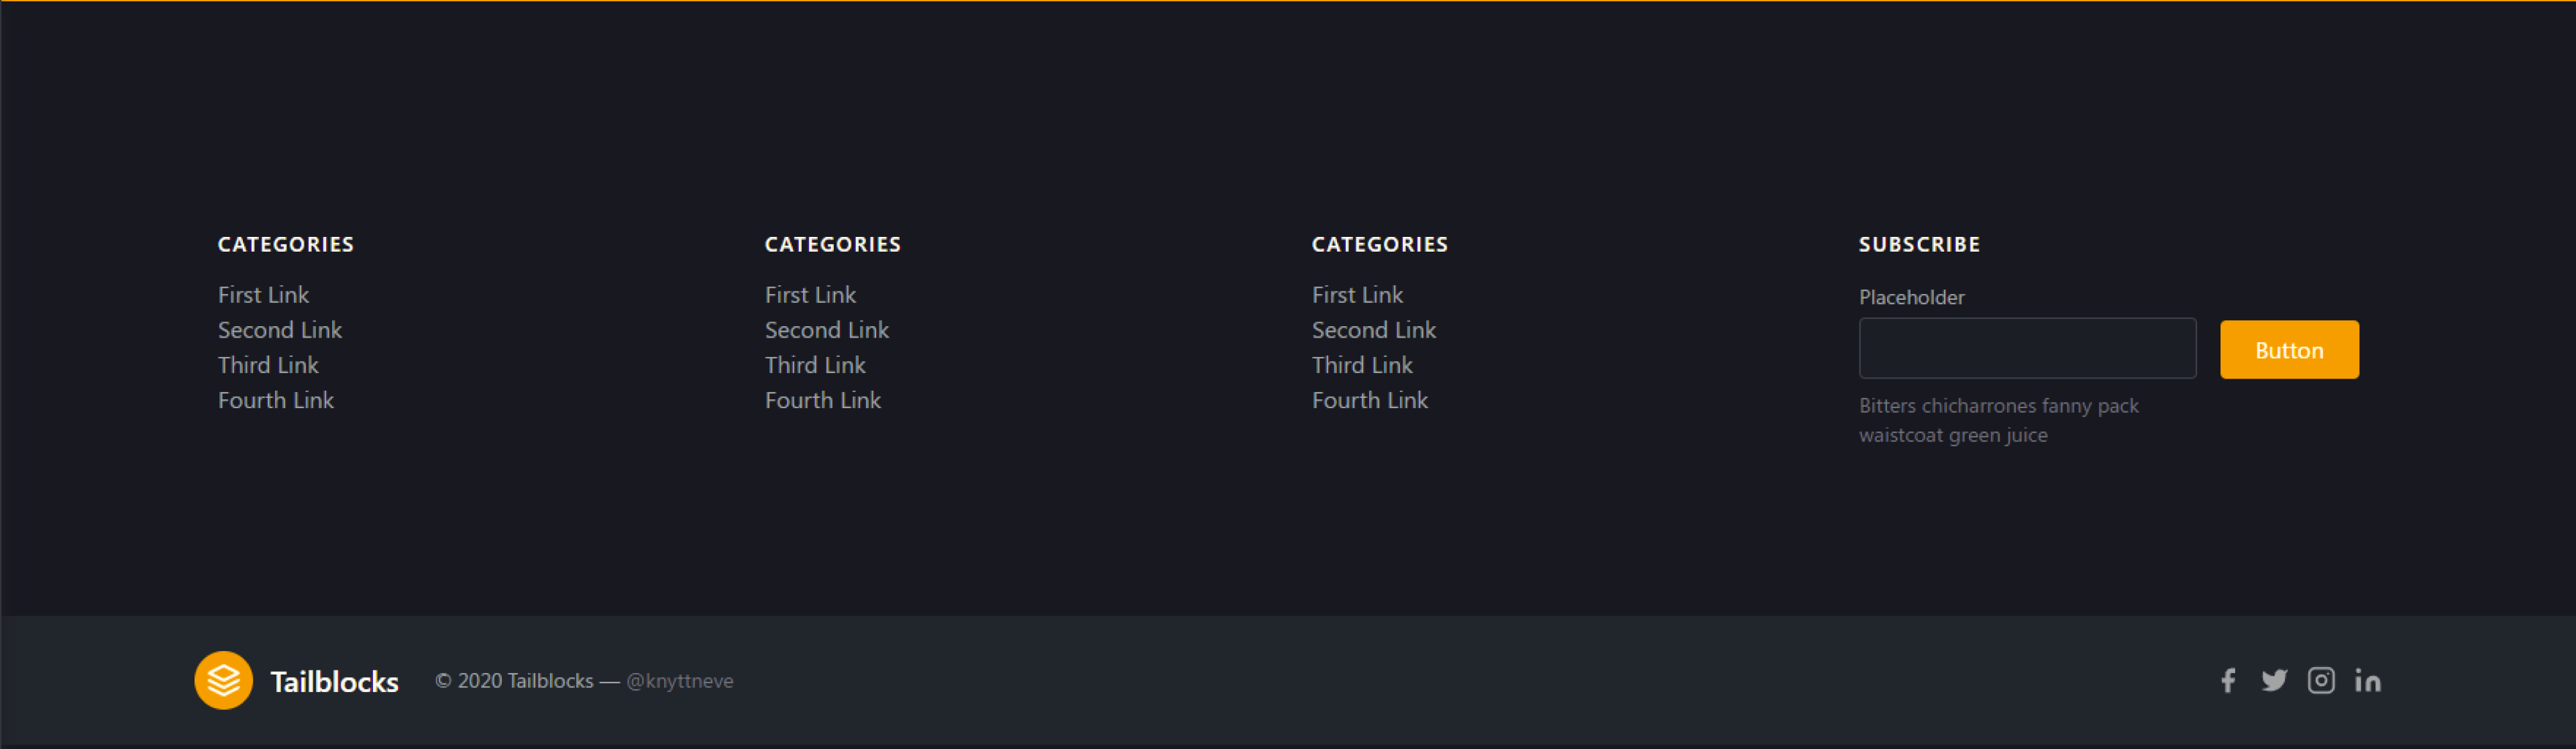 CATEGORIES
First Link
Second Link
Third Link
Fourth Link
CATEGORIES
First Link
Second Link
Third Link
Fourth Link
CATEGORIES
First Link
Second Link
Third Link
Fourth Link
SUBSCRIBE
Placeholder
Button
Bitters chicharrones fanny pack
waistcoat green juice
Tailblocks
© 2020 Tailblocks — @knyttneve